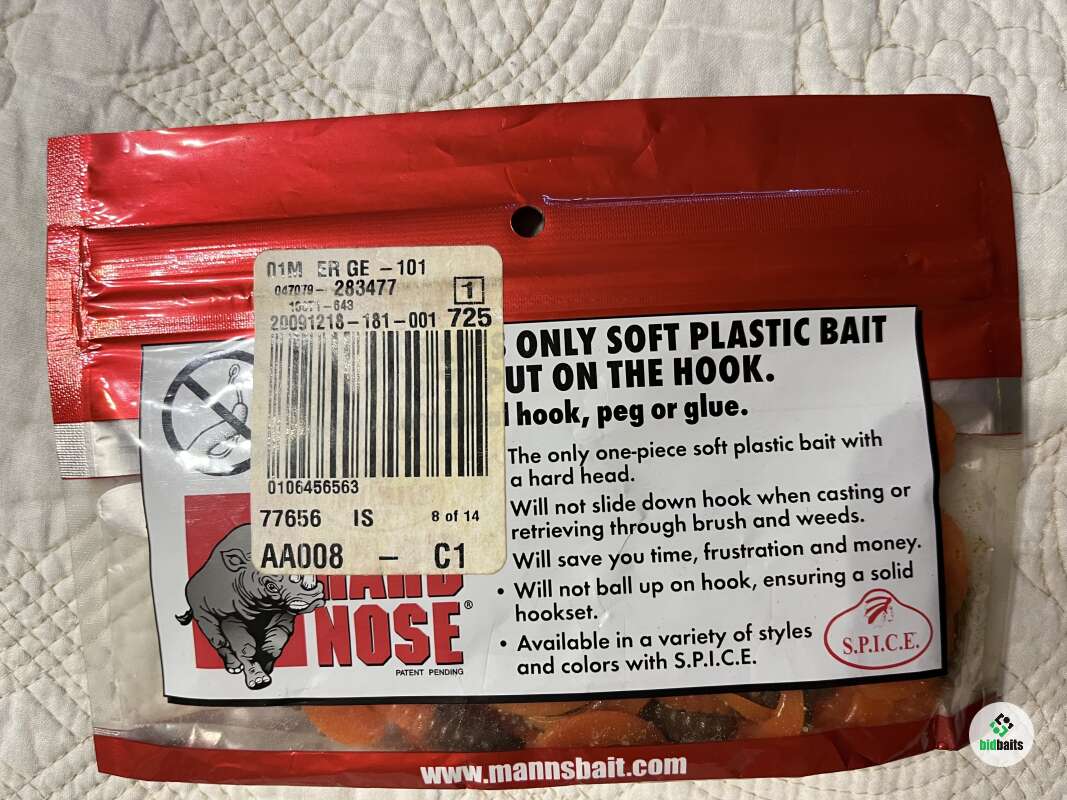 ER GE – 101
047079 – 283477
1
643
20091218 – 181 – 001 725
ONLY SOFT PLASTIC BAIT
UT ON THE HOOK.
hook, peg or glue.
The only one-piece soft plastic bait with
a hard head.
Will not slide down hook when casting or
retrieving through brush and weeds.
Will save you time, frustration and money.
• Will not ball up on hook, ensuring a solid
hookset.
• Available in a variety of styles
and colors with S.P.I.C.E.
0106456563
77656 IS 8 of 14
AA008 – C1
HARD
NOSE®
PATENT PENDING
S.P.I.C.E.
www.mannsbait.com
bidbaits